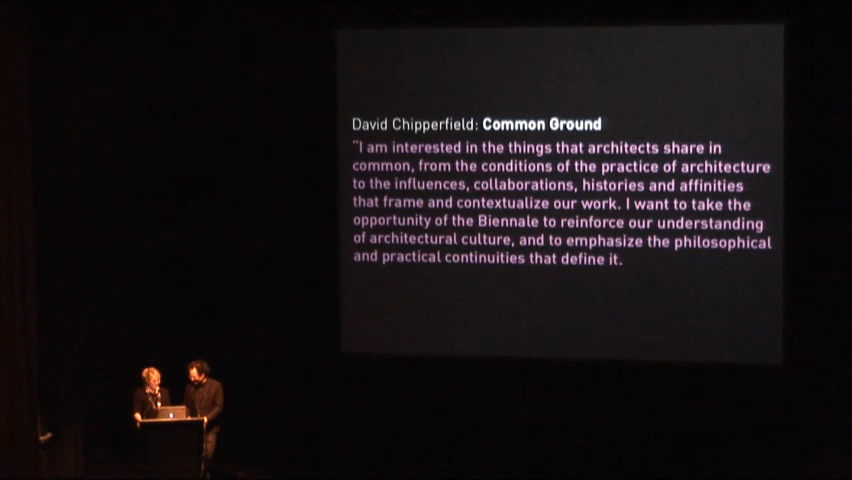 David Chipperfield: Common Ground
"I am interested in the things that architects share in
common, from the conditions of the practice of architecture
to the influences, collaborations, histories and affinities
that frame and contextualize our work. I want to take the
opportunity of the Biennale to reinforce our understanding
of architectural culture, and to emphasize the philosophical
and practical continuities that define it.